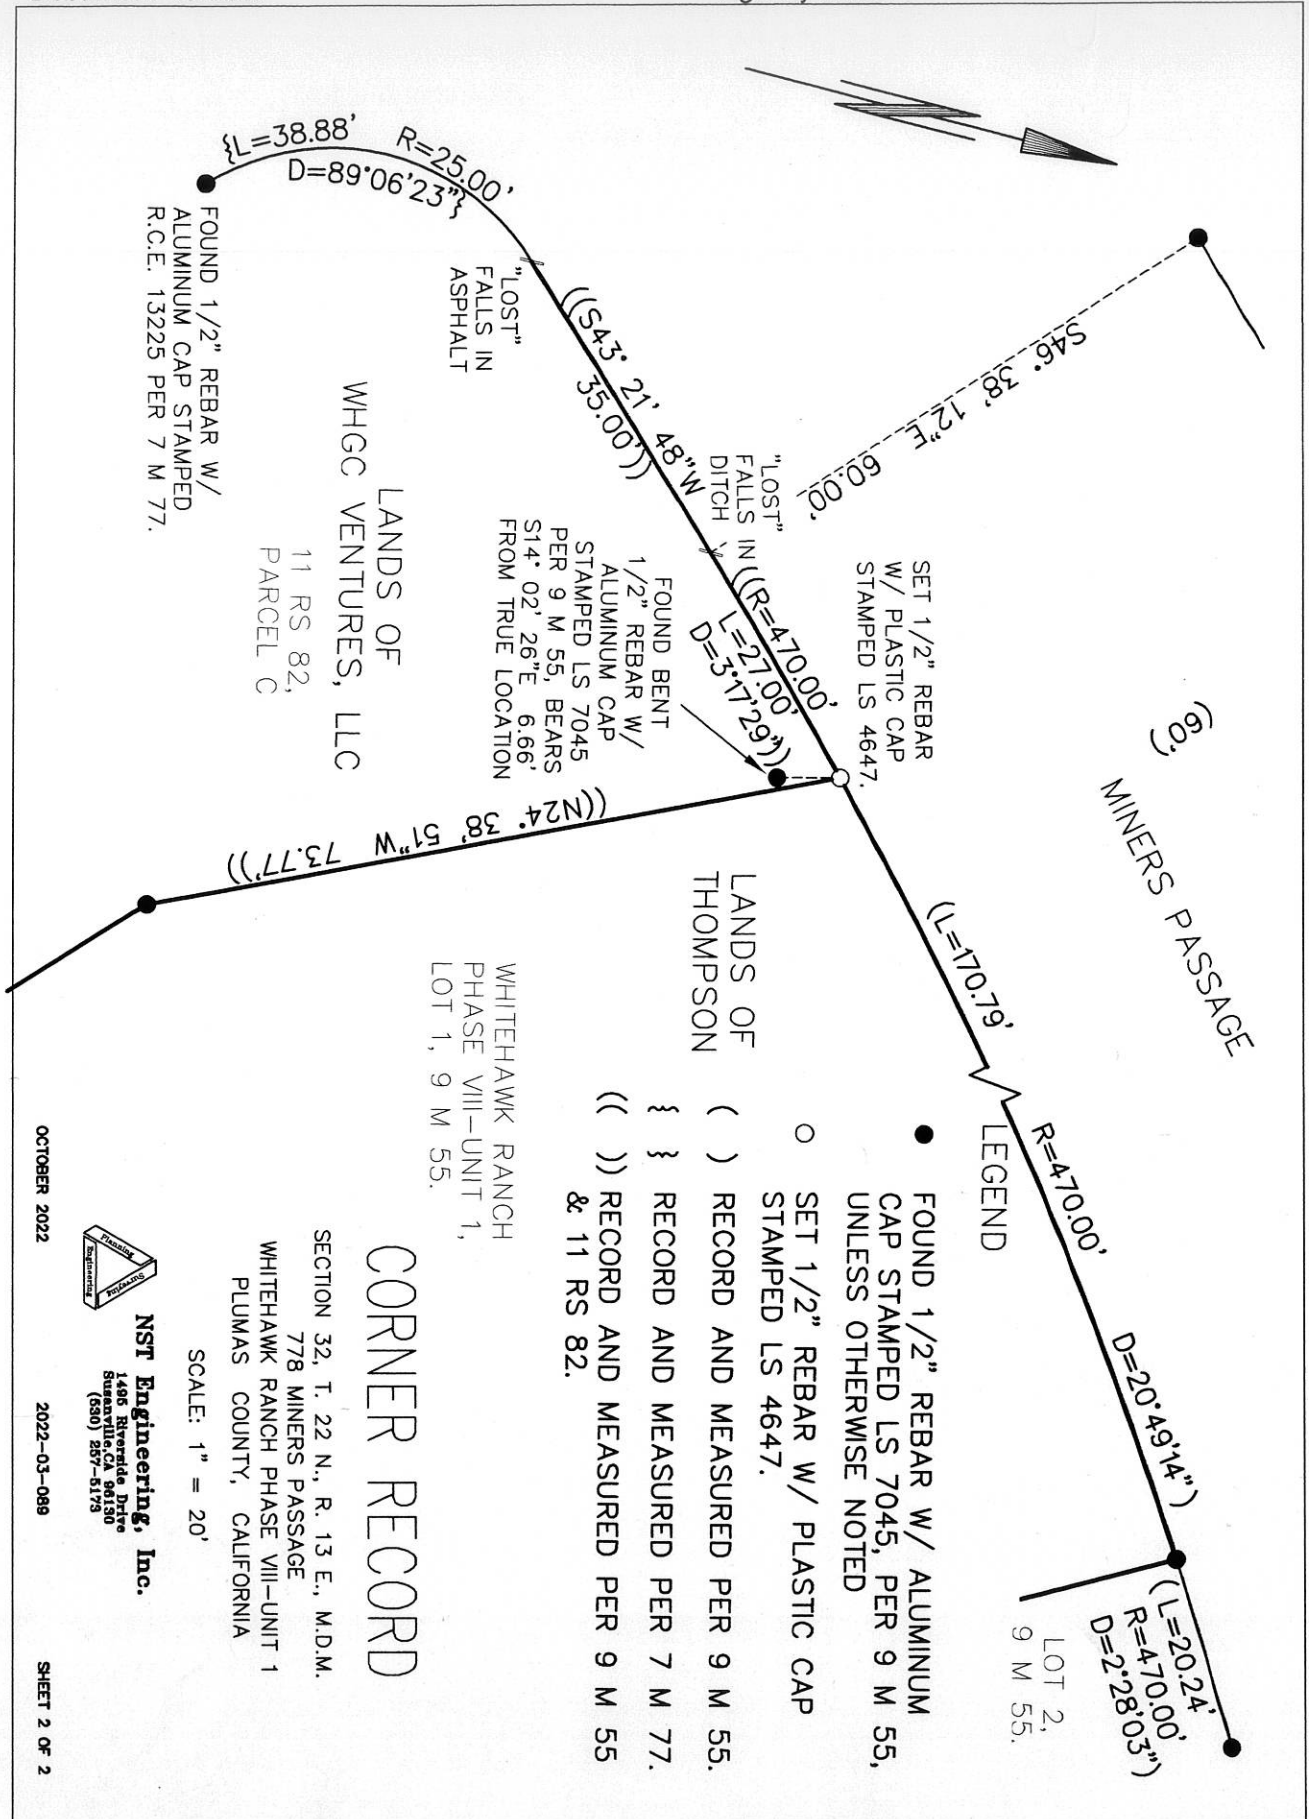 {L=38.88'
R=25.00'
D=89°06'23"}
FOUND 1/2" REBAR W/
ALUMINUM CAP STAMPED
R.C.E. 13225 PER 7 M 77.
"LOST"
FALLS IN
ASPHALT
((S43° 21' 48"W
35.00'))
S46° 38' 12"E 60.00'
"LOST"
FALLS IN
DITCH
((R=470.00'
L=27.00'
D=3°17'29"))
SET 1/2" REBAR
W/ PLASTIC CAP
STAMPED LS 4647.
FOUND BENT
1/2" REBAR W/
ALUMINUM CAP
STAMPED LS 7045
PER 9 M 55, BEARS
S14° 02' 26"E 6.66'
FROM TRUE LOCATION
LANDS OF
WHGC VENTURES, LLC
11 RS 82,
PARCEL C
((N24° 38' 51"W 73.77'))
(60')
MINERS PASSAGE
LANDS OF
THOMPSON
WHITEHAWK RANCH
PHASE VIII-UNIT 1,
LOT 1, 9 M 55.
(L=170.79'
R=470.00'
D=20°49'14")
(L=20.24'
R=470.00'
D=2°28'03")
LOT 2,
9 M 55.
LEGEND
● FOUND 1/2" REBAR W/ ALUMINUM
CAP STAMPED LS 7045, PER 9 M 55,
UNLESS OTHERWISE NOTED
○ SET 1/2" REBAR W/ PLASTIC CAP
STAMPED LS 4647.
( ) RECORD AND MEASURED PER 9 M 55.
{ } RECORD AND MEASURED PER 7 M 77.
(( )) RECORD AND MEASURED PER 9 M 55
& 11 RS 82.
CORNER RECORD
SECTION 32, T. 22 N., R. 13 E., M.D.M.
778 MINERS PASSAGE
WHITEHAWK RANCH PHASE VIII-UNIT 1
PLUMAS COUNTY, CALIFORNIA
SCALE: 1" = 20'
Planning
Surveying
Engineering
NST Engineering, Inc.
1495 Riverside Drive
Susanville, CA 96130
(530) 257-5173
OCTOBER 2022
2022-03-089
SHEET 2 OF 2